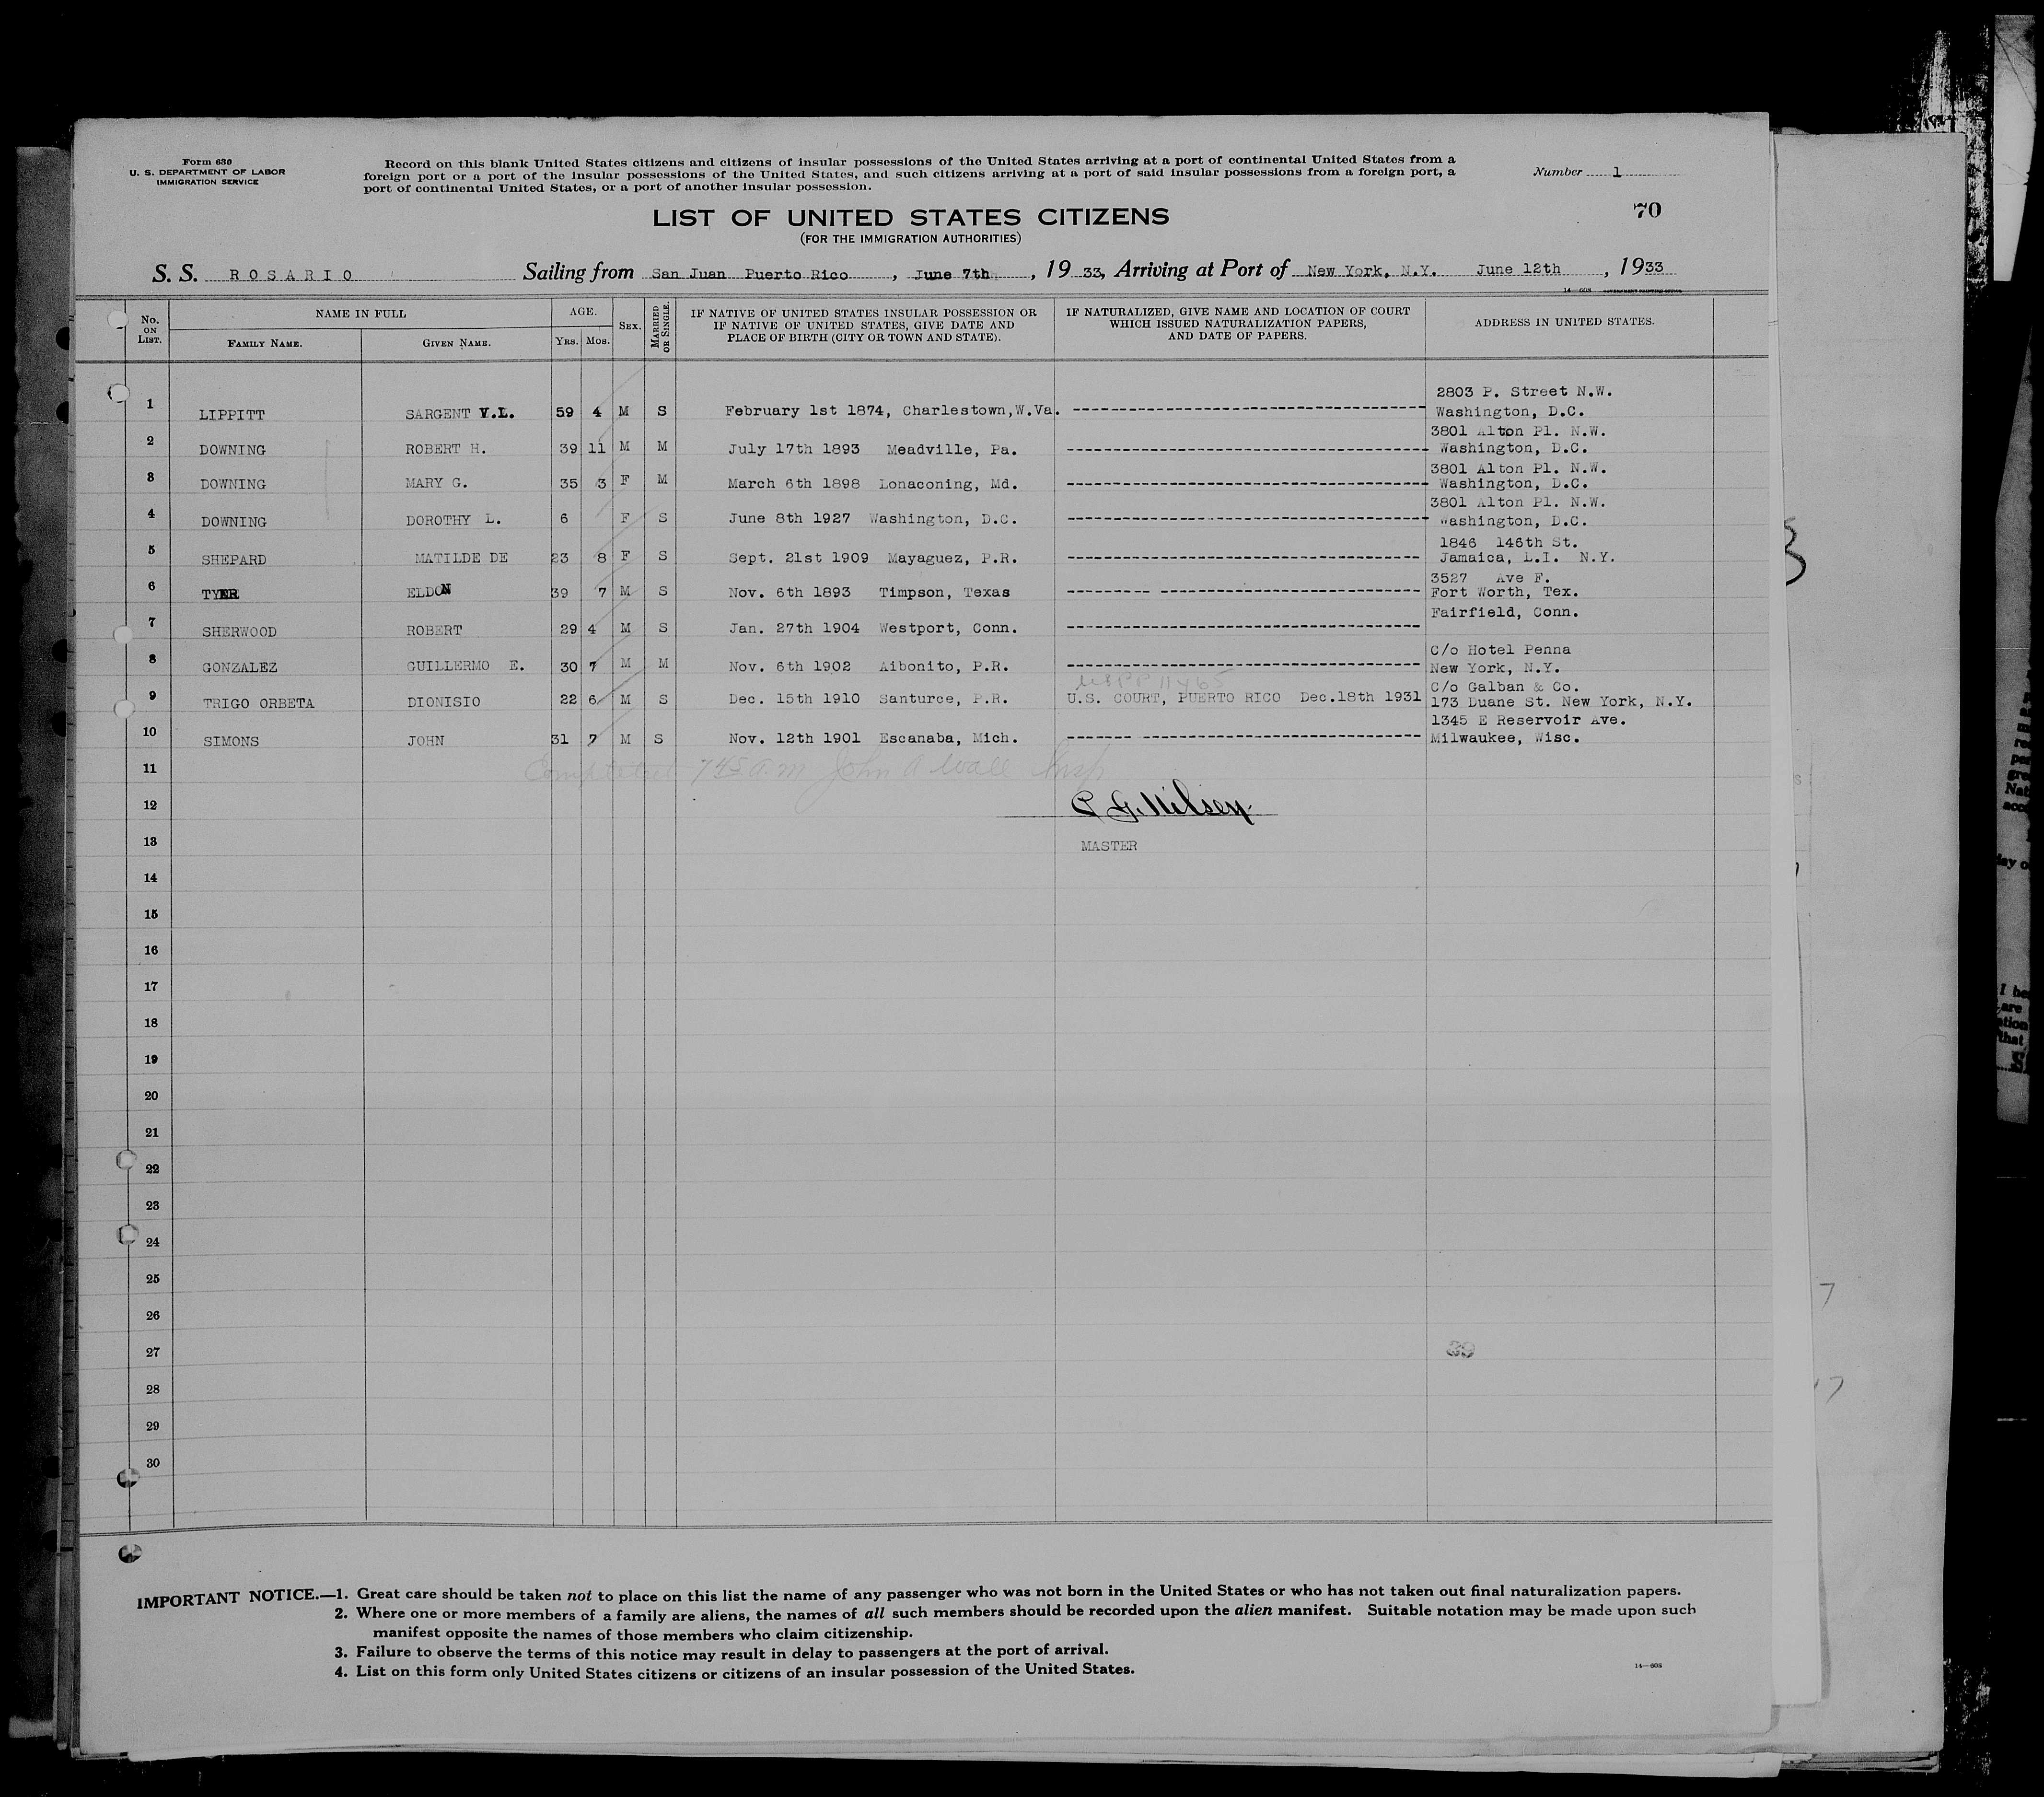 Form 630
U. S. DEPARTMENT OF LABOR
IMMIGRATION SERVICE
Record on this blank United States citizens and citizens of insular possessions of the United States arriving at a port of continental United States from a
foreign port or a port of the insular possessions of the United States, and such citizens arriving at a port of said insular possessions from a foreign port, a
port of continental United States, or a port of another insular possession.
Number 1
70
LIST OF UNITED STATES CITIZENS
(FOR THE IMMIGRATION AUTHORITIES)
S. S. ROSARIO Sailing from San Juan Puerto Rico, June 7th, 1933, Arriving at Port of New York, N.Y. June 12th, 1933
14—608 GOVERNMENT PRINTING OFFICE
No. ON LIST. NAME IN FULL AGE. SEX. MARRIED OR SINGLE. IF NATIVE OF UNITED STATES INSULAR POSSESSION OR IF NATIVE OF UNITED STATES, GIVE DATE AND PLACE OF BIRTH (CITY OR TOWN AND STATE). IF NATURALIZED, GIVE NAME AND LOCATION OF COURT WHICH ISSUED NATURALIZATION PAPERS, AND DATE OF PAPERS. ADDRESS IN UNITED STATES.
FAMILY NAME. GIVEN NAME. YRS. MOS.
1 LIPPITT SARGENT V.L. 59 4 M S February 1st 1874, Charlestown,W.Va. 2803 P. Street N.W.
Washington, D.C.
2 DOWNING ROBERT H. 39 11 M M July 17th 1893 Meadville, Pa. 3801 Alton Pl. N.W.
Washington, D.C.
3 DOWNING MARY G. 35 3 F M March 6th 1898 Lonaconing, Md. 3801 Alton Pl. N.W.
Washington, D.C.
4 DOWNING DOROTHY L. 6 F S June 8th 1927 Washington, D.C. 3801 Alton Pl. N.W.
Washington, D.C.
5 SHEPARD MATILDE DE 23 8 F S Sept. 21st 1909 Mayaguez, P.R. 1846 146th St.
Jamaica, L.I. N.Y.
6 ELDON 39 7 M S Nov. 6th 1893 Timpson, Texas 3527 Ave F.
Fort Worth, Tex.
7 SHERWOOD ROBERT 29 4 M S Jan. 27th 1904 Westport, Conn. Fairfield, Conn.
8 GONZALEZ GUILLERMO E. 30 7 M M Nov. 6th 1902 Aibonito, P.R. C/o Hotel Penna
New York, N.Y.
9 TRIGO ORBETA DIONISIO 22 6 M S Dec. 15th 1910 Santurce, P.R. U.S. COURT, PUERTO RICO Dec.18th 1931 C/o Galban & Co.
173 Duane St. New York, N.Y.
10 SIMONS JOHN 31 7 M S Nov. 12th 1901 Escanaba, Mich. 1345 E Reservoir Ave.
Milwaukee, Wisc.
11 Completed 7 45 a.m John A Wall Insp
12 C G. Nilsen
13 MASTER
14
15
16
17
18
19
20
21
22
23
24
25
26
27 39
28
29
30
IMPORTANT NOTICE.—1. Great care should be taken not to place on this list the name of any passenger who was not born in the United States or who has not taken out final naturalization papers.
2. Where one or more members of a family are aliens, the names of all such members should be recorded upon the alien manifest. Suitable notation may be made upon such
manifest opposite the names of those members who claim citizenship.
3. Failure to observe the terms of this notice may result in delay to passengers at the port of arrival.
4. List on this form only United States citizens or citizens of an insular possession of the United States.
14—608